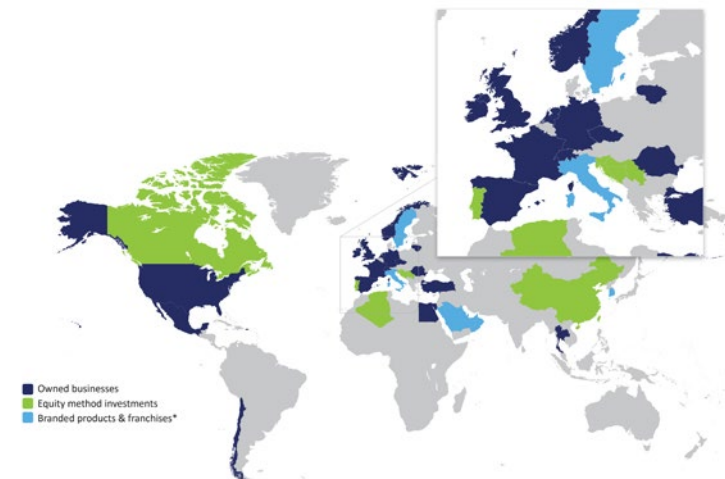 Owned businesses
Equity method investments
Branded products & franchises*